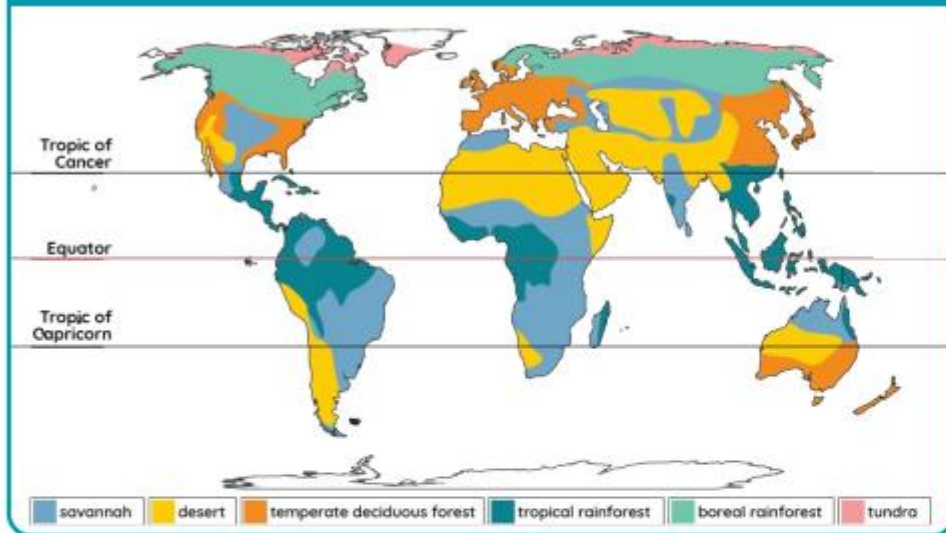 Tropic of
Cancer
Equator
Tropic of
Capricorn
savannah
desert
temperate deciduous forest
tropical rainforest
boreal rainforest
tundra